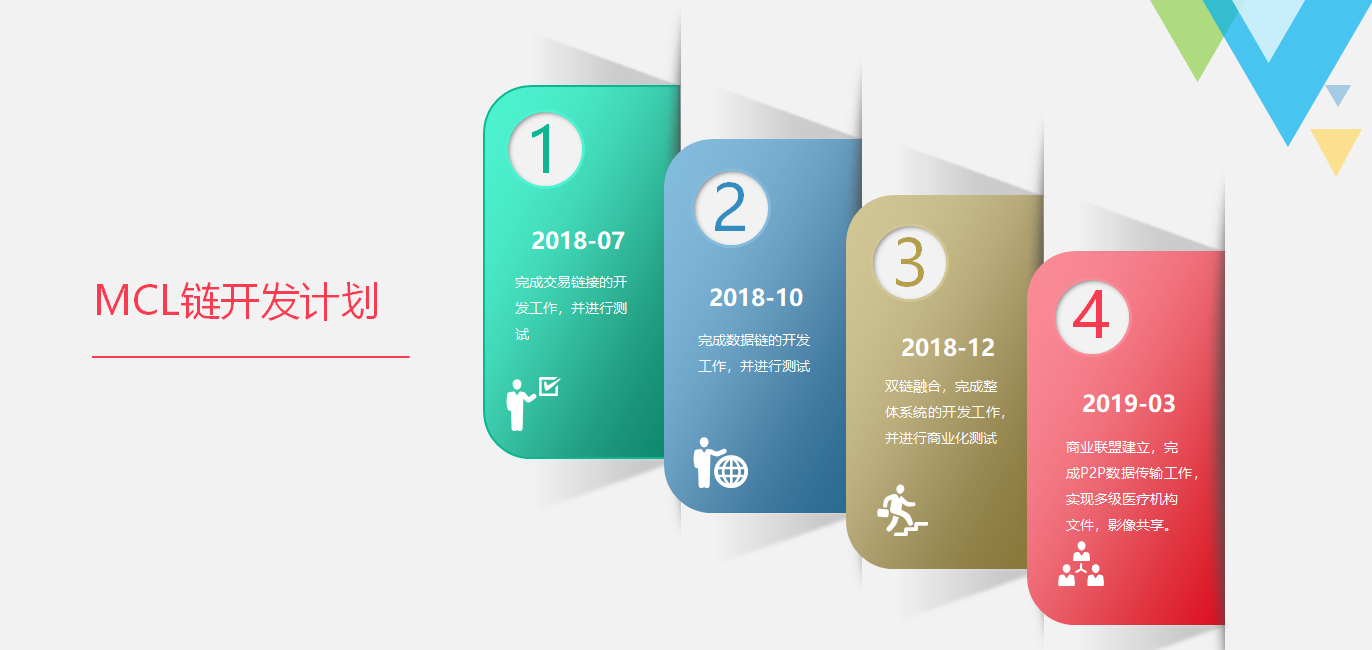 MCL链开发计划
1
2018-07
完成交易链接的开
发工作，并进行测
试
2
2018-10
完成数据链的开发
工作，并进行测试
3
2018-12
双链融合，完成整
体系统的开发工作，
并进行商业化测试
4
2019-03
商业联盟建立，完
成P2P数据传输工作，
实现多级医疗机构
文件，影像共享。